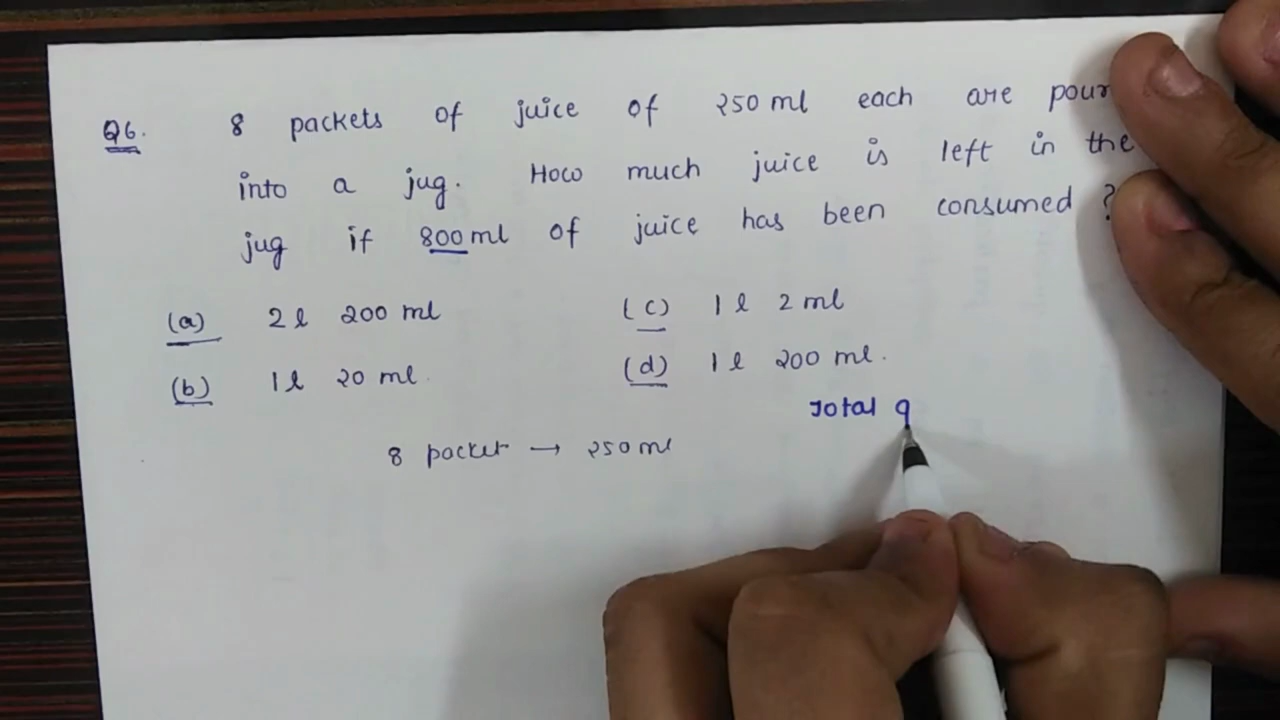 Q6. 8 packets of juice of 250 ml each are pour
into a jug. How much juice is left in the
jug if 800 ml of juice has been consumed ?
(a) 2 l 200 ml (c) 1 l 2 ml
(b) 1 l 20 ml. (d) 1 l 200 ml.
Total q
8 packet → 250 ml